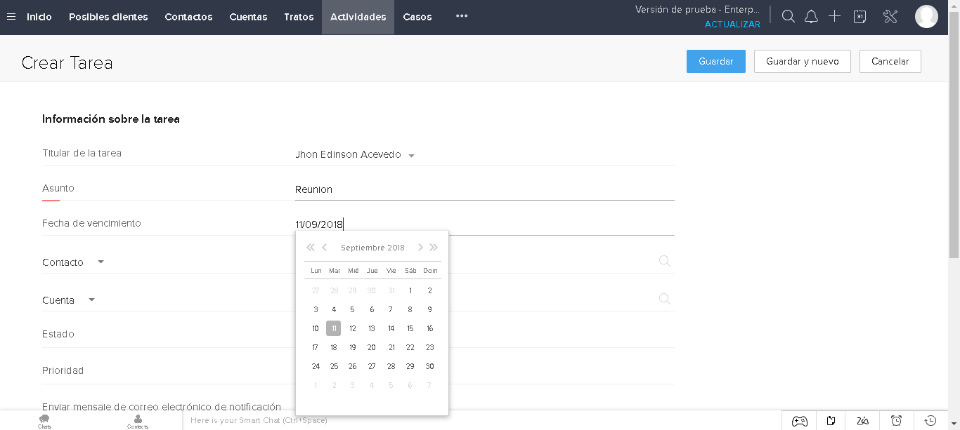 Inicio Posibles clientes Contactos Cuentas Tratos Actividades Casos ••• Versión de prueba - Enterp...
ACTUALIZAR
Crear Tarea Guardar Guardar y nuevo Cancelar
Información sobre la tarea
Titular de la tarea Jhon Edinson Acevedo
Asunto Reunion
Fecha de vencimiento 11/09/2018
Septiembre 2018
Contacto
Lun Mar Mié Jue Vie Sáb Dom
27 28 29 30 31 1 2
Cuenta
3 4 5 6 7 8 9
10 11 12 13 14 15 16
Estado
17 18 19 20 21 22 23
24 25 26 27 28 29 30
Prioridad
1 2 3 4 5 6 7
Enviar mensaje de correo electrónico de notificación
Chats Contacts Here is your Smart Chat (Ctrl+Space)